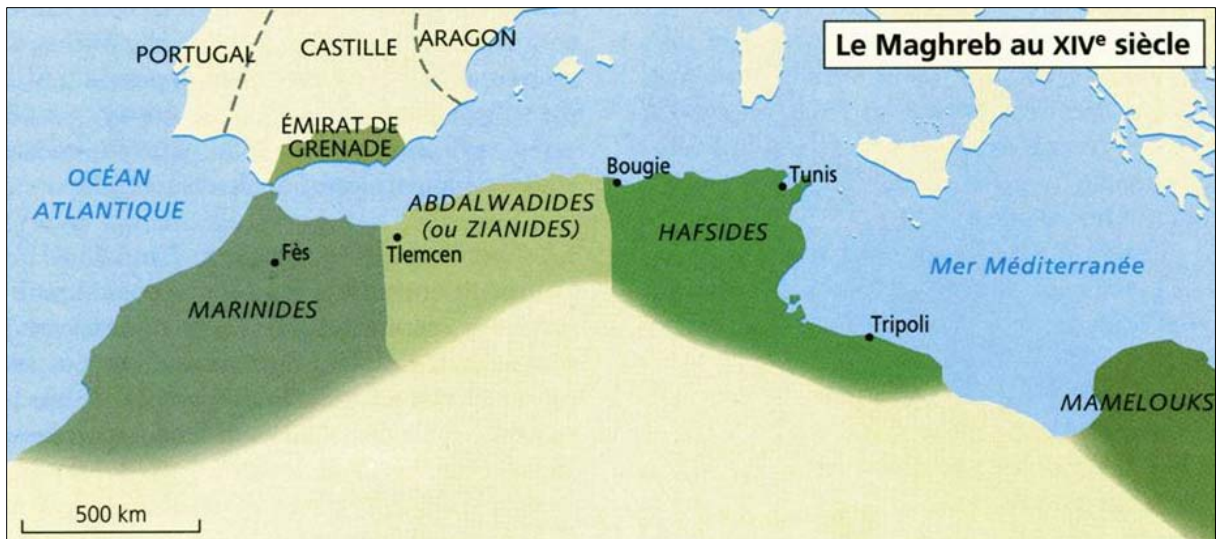 Le Maghreb au XIVe siècle
PORTUGAL
CASTILLE
ARAGON
ÉMIRAT DE
GRENADE
OCÉAN
ATLANTIQUE
Bougie
Tunis
ABDALWADIDES
(ou ZIANIDES)
HAFSIDES
Fès
Tlemcen
Mer Méditerranée
MARINIDES
Tripoli
MAMELOUKS
500 km